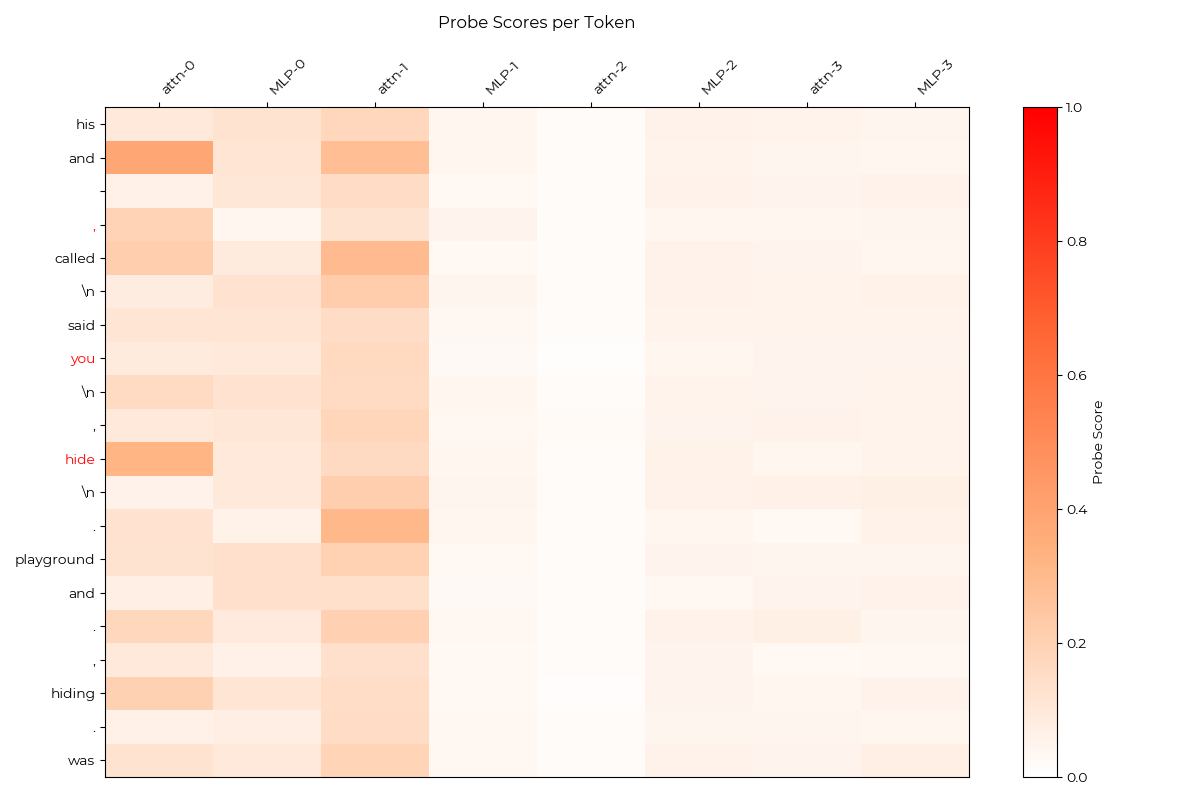 Probe Scores per Token
attn-0 MLP-0 attn-1 MLP-1 attn-2 MLP-2 attn-3 MLP-3
his
and
,
called
\n
said
you
\n
,
hide
\n
.
playground
and
.
,
hiding
.
was
1.0
0.8
0.6
0.4
0.2
0.0
Probe Score